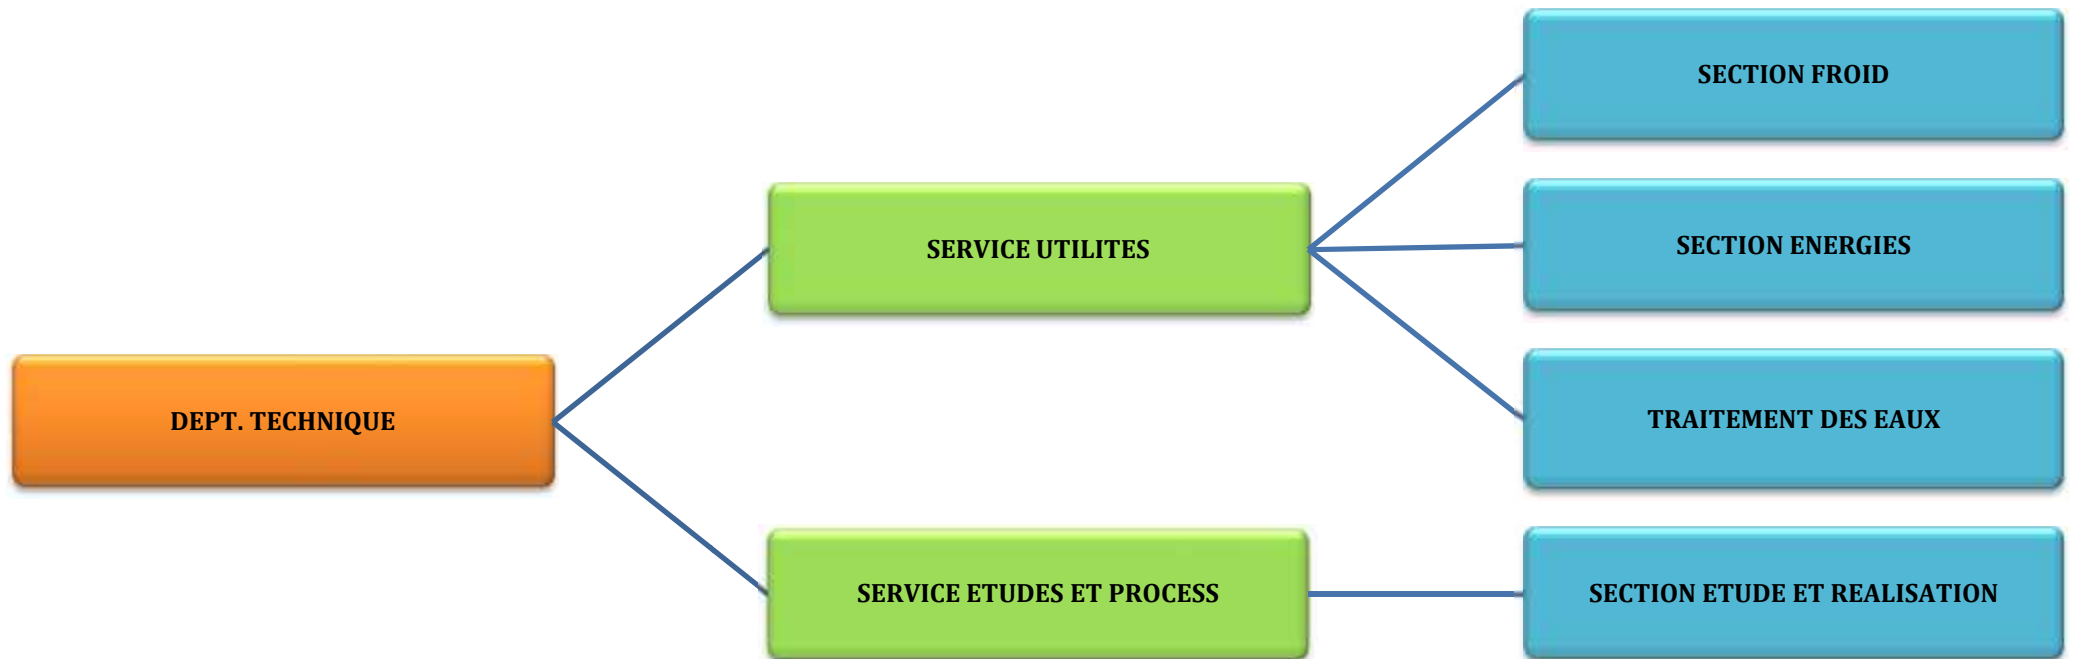 SECTION FROID
SERVICE UTILITES
SECTION ENERGIES
DEPT. TECHNIQUE
TRAITEMENT DES EAUX
SERVICE ETUDES ET PROCESS
SECTION ETUDE ET REALISATION